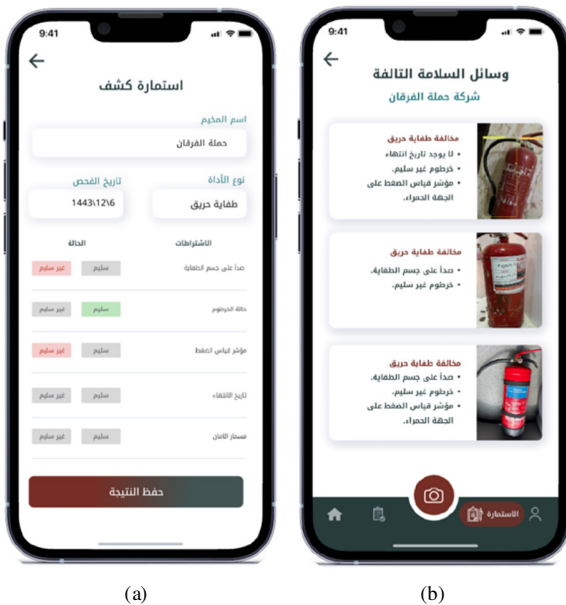 9:41
استمارة كشف
اسم المخيم
حملة الفرقان
نوع الأداة
تاريخ الفحص
طفاية حريق
1443\12\6
الاشتراطات
الحالة
صدأ على جسم الطفاية
سليم
غير سليم
حالة الخرطوم
سليم
غير سليم
مؤشر قياس الضغط
سليم
غير سليم
تاريخ الانتهاء
سليم
غير سليم
مسمار الأمان
سليم
غير سليم
حفظ النتيجة
(a)
9:41
وسائل السلامة التالفة
شركة حملة الفرقان
مخالفة طفاية حريق
• لا يوجد تاريخ انتهاء
• خرطوم غير سليم.
• مؤشر قياس الضغط على
الجهة الحمراء.
مخالفة طفاية حريق
• صدأ على جسم الطفاية.
• خرطوم غير سليم.
مخالفة طفاية حريق
• صدأ على جسم الطفاية.
• خرطوم غير سليم.
• مؤشر قياس الضغط على
الجهة الحمراء.
الاستمارة
(b)